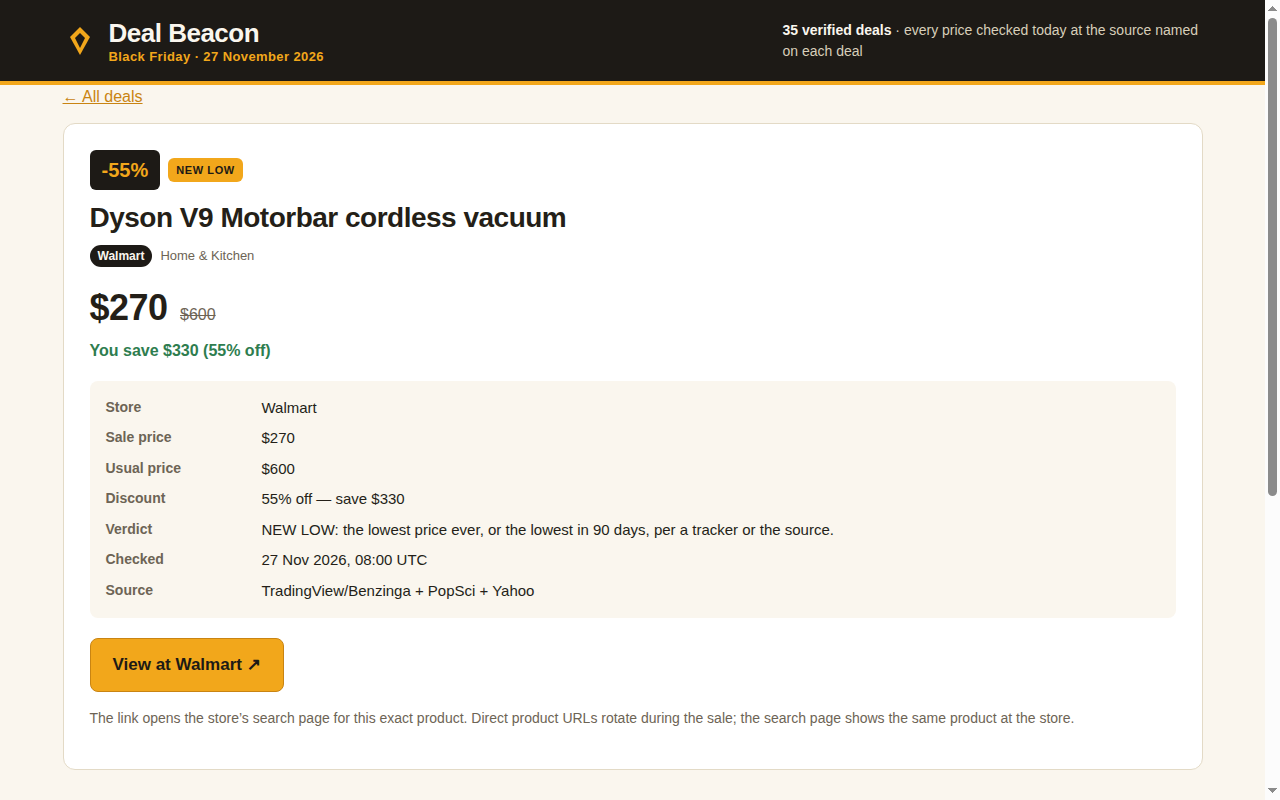 Deal Beacon
Black Friday · 27 November 2026
35 verified deals · every price checked today at the source named
on each deal
← All deals
-55%
NEW LOW
Dyson V9 Motorbar cordless vacuum
Walmart Home & Kitchen
$270 $600
You save $330 (55% off)
Store Walmart
Sale price $270
Usual price $600
Discount 55% off — save $330
Verdict NEW LOW: the lowest price ever, or the lowest in 90 days, per a tracker or the source.
Checked 27 Nov 2026, 08:00 UTC
Source TradingView/Benzinga + PopSci + Yahoo
View at Walmart ↗
The link opens the store’s search page for this exact product. Direct product URLs rotate during the sale; the search page shows the same product at the store.